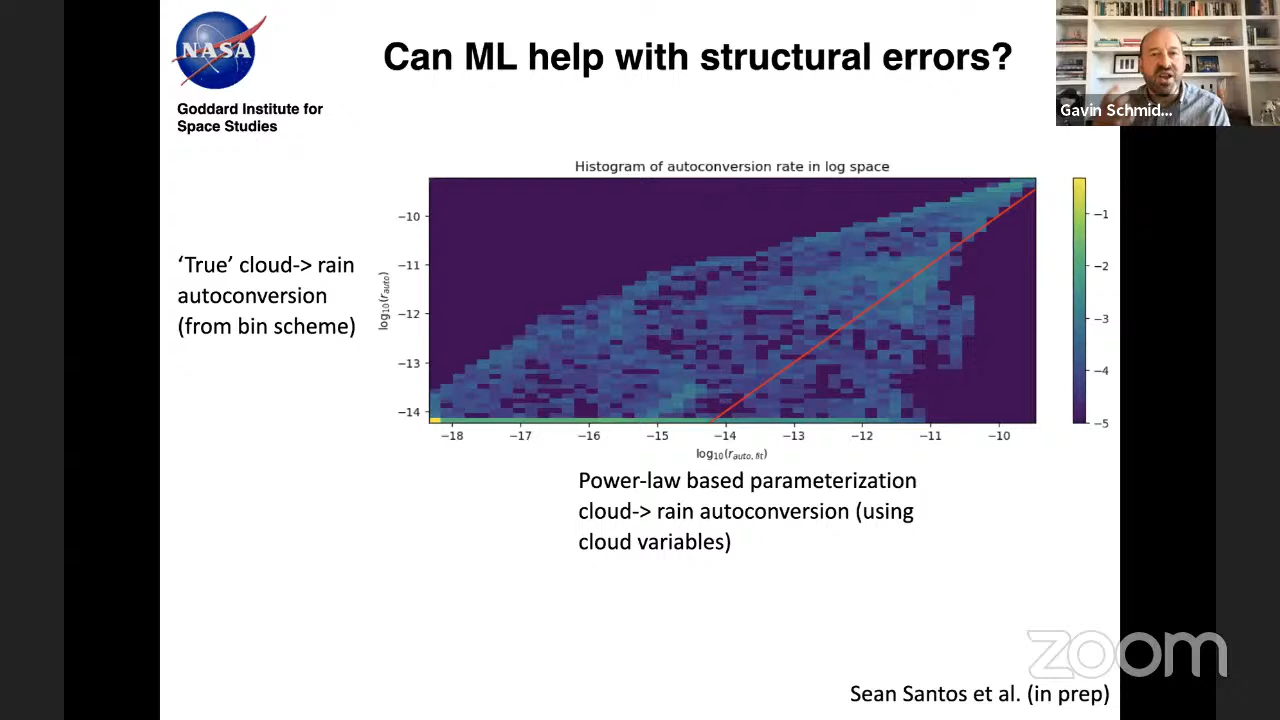 NASA
Can ML help with structural errors?
Gavin Schmid...
Goddard Institute for
Space Studies
Histogram of autoconversion rate in log space
‘True’ cloud-> rain
autoconversion
(from bin scheme)
log10(rauto)
−10
−11
−12
−13
−14
−18 −17 −16 −15 −14 −13 −12 −11 −10
log10(rauto, fit)
−1
−2
−3
−4
−5
Power-law based parameterization
cloud-> rain autoconversion (using
cloud variables)
zoom
Sean Santos et al. (in prep)